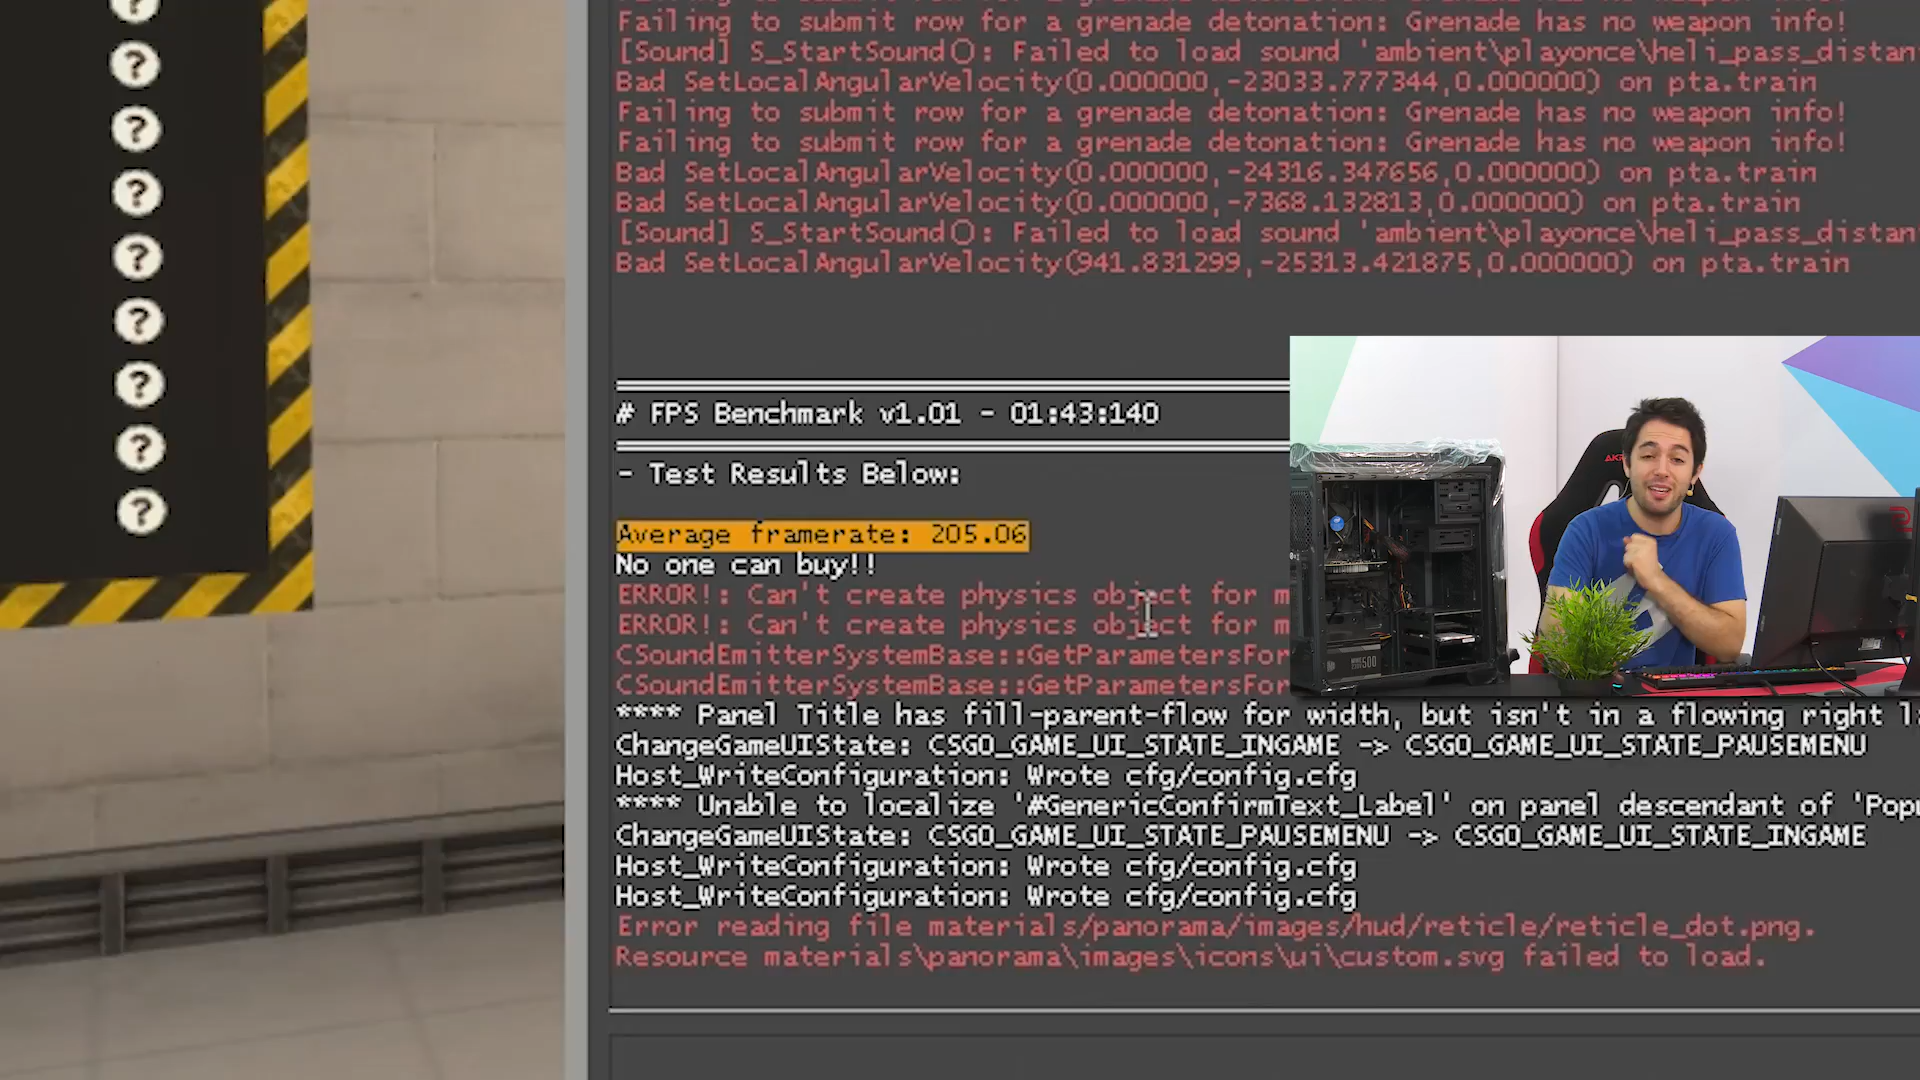 Failing to submit row for a grenade detonation: Grenade has no weapon info!
[Sound] S_StartSound(): Failed to load sound 'ambient\playonce\heli_pass_distan
Bad SetLocalAngularVelocity(0.000000,-23033.777344,0.000000) on pta.train
Failing to submit row for a grenade detonation: Grenade has no weapon info!
Failing to submit row for a grenade detonation: Grenade has no weapon info!
Bad SetLocalAngularVelocity(0.000000,-24316.347656,0.000000) on pta.train
Bad SetLocalAngularVelocity(0.000000,-7368.132813,0.000000) on pta.train
[Sound] S_StartSound(): Failed to load sound 'ambient\playonce\heli_pass_distan
Bad SetLocalAngularVelocity(941.831299,-25313.421875,0.000000) on pta.train
# FPS Benchmark v1.01 - 01:43:140
- Test Results Below:
Average framerate: 205.06
No one can buy!!
ERROR!: Can't create physics object for m
ERROR!: Can't create physics object for m
CSoundEmitterSystemBase::GetParametersFor
CSoundEmitterSystemBase::GetParametersFor
**** Panel Title has fill-parent-flow for width, but isn't in a flowing right l
ChangeGameUIState: CSGO_GAME_UI_STATE_INGAME -> CSGO_GAME_UI_STATE_PAUSEMENU
Host_WriteConfiguration: Wrote cfg/config.cfg
**** Unable to localize '#GenericConfirmText_Label' on panel descendant of 'Pop
ChangeGameUIState: CSGO_GAME_UI_STATE_PAUSEMENU -> CSGO_GAME_UI_STATE_INGAME
Host_WriteConfiguration: Wrote cfg/config.cfg
Host_WriteConfiguration: Wrote cfg/config.cfg
Error reading file materials/panorama/images/hud/reticle/reticle_dot.png.
Resource materials\panorama\images\icons\ui\custom.svg failed to load.